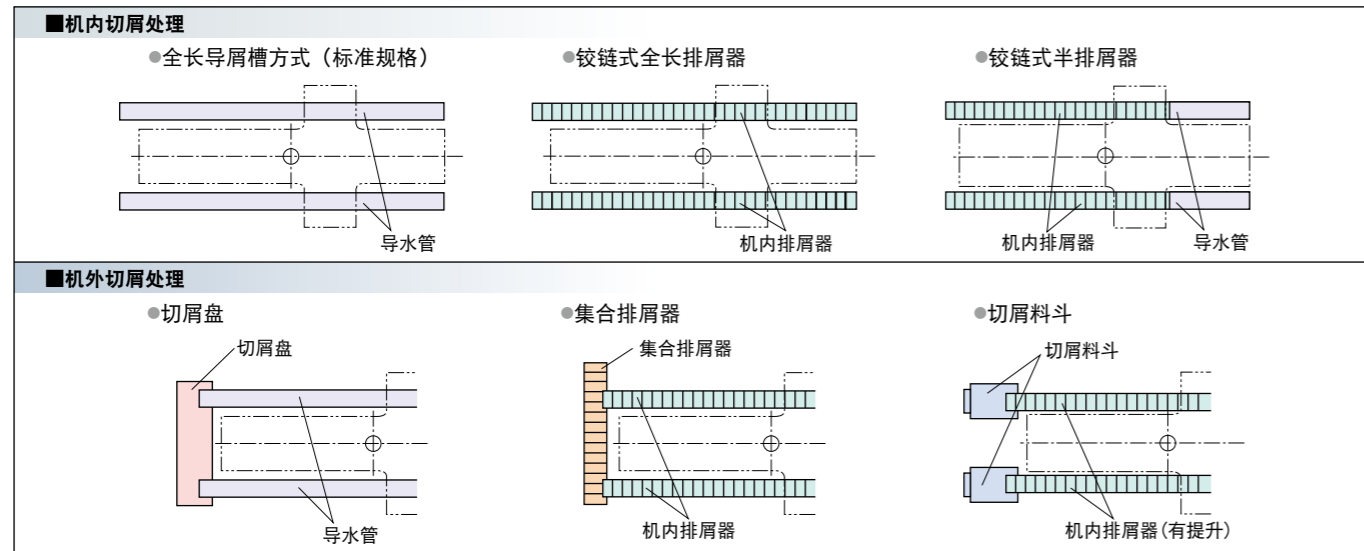 ■机内切屑处理
●全长导屑槽方式（标准规格）
●铰链式全长排屑器
●铰链式半排屑器
导水管
机内排屑器
机内排屑器
导水管
■机外切屑处理
●切屑盘
●集合排屑器
●切屑料斗
切屑盘
集合排屑器
切屑料斗
导水管
机内排屑器
机内排屑器(有提升)